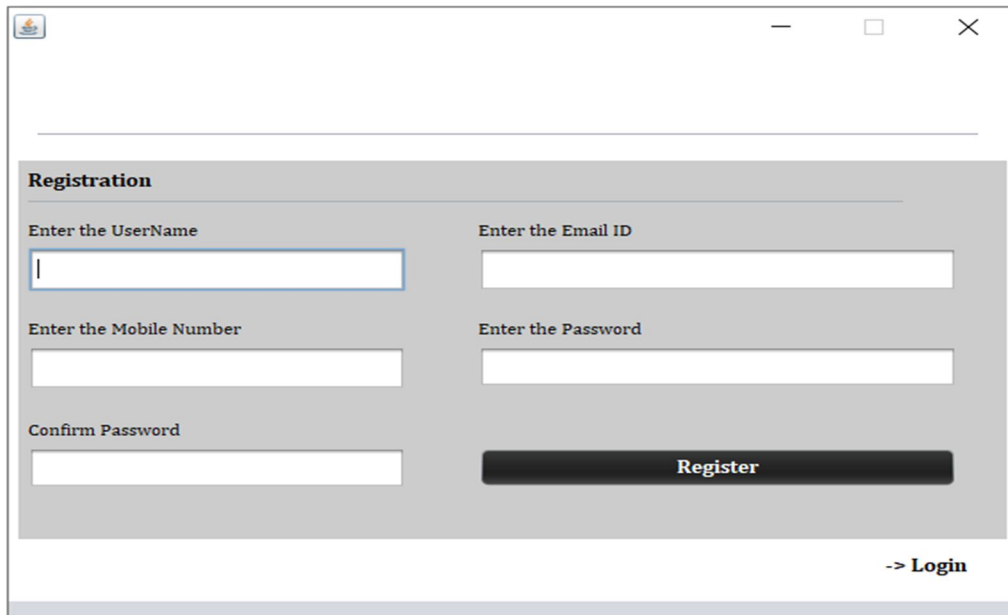 Registration
Enter the UserName
Enter the Email ID
Enter the Mobile Number
Enter the Password
Confirm Password
Register
-> Login